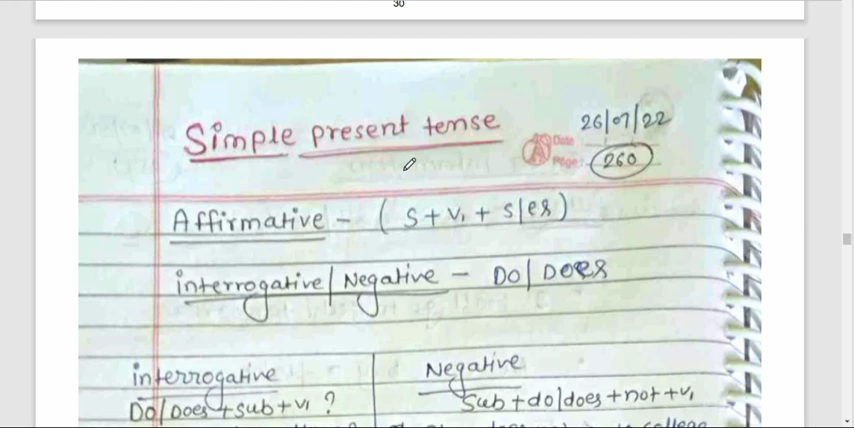 30
Simple present tense
26/07/22
Date
Page:
260
Affirmative - ( S+V1 + s/es )
interrogative/Negative - Do/Does
interrogative
Negative
Do/Does +sub+V1 ?
Sub+do/does+not+V1
college